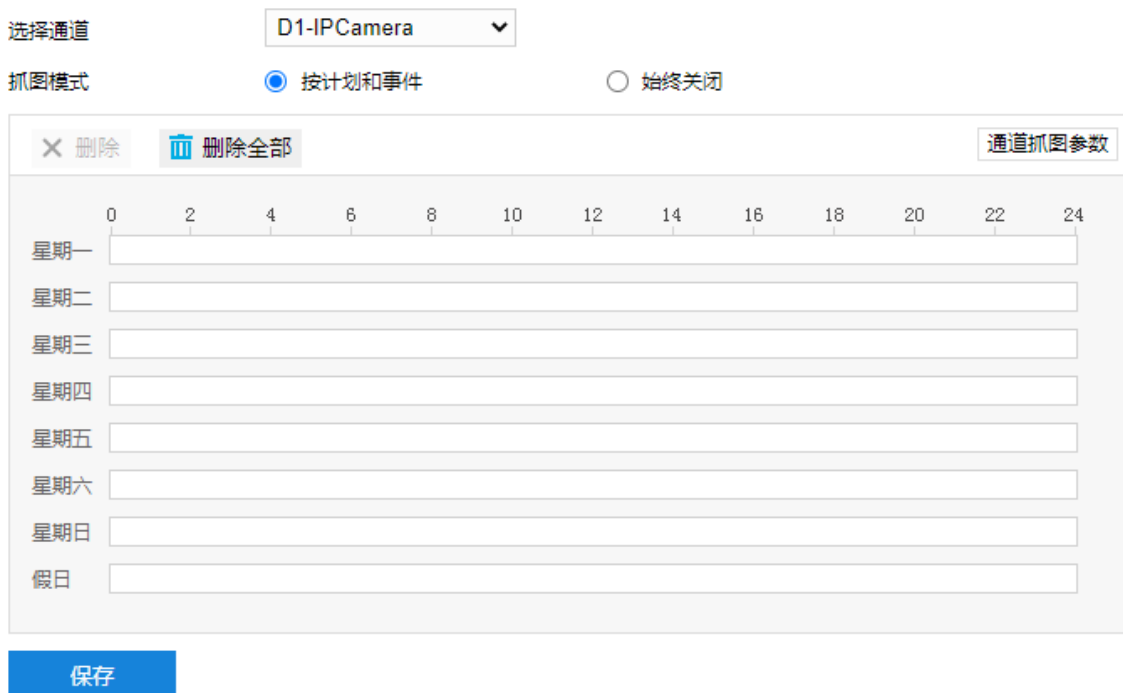 选择通道 D1-IPCamera
抓图模式 按计划和事件 始终关闭
删除 删除全部 通道抓图参数
0 2 4 6 8 10 12 14 16 18 20 22 24
星期一
星期二
星期三
星期四
星期五
星期六
星期日
假日
保存